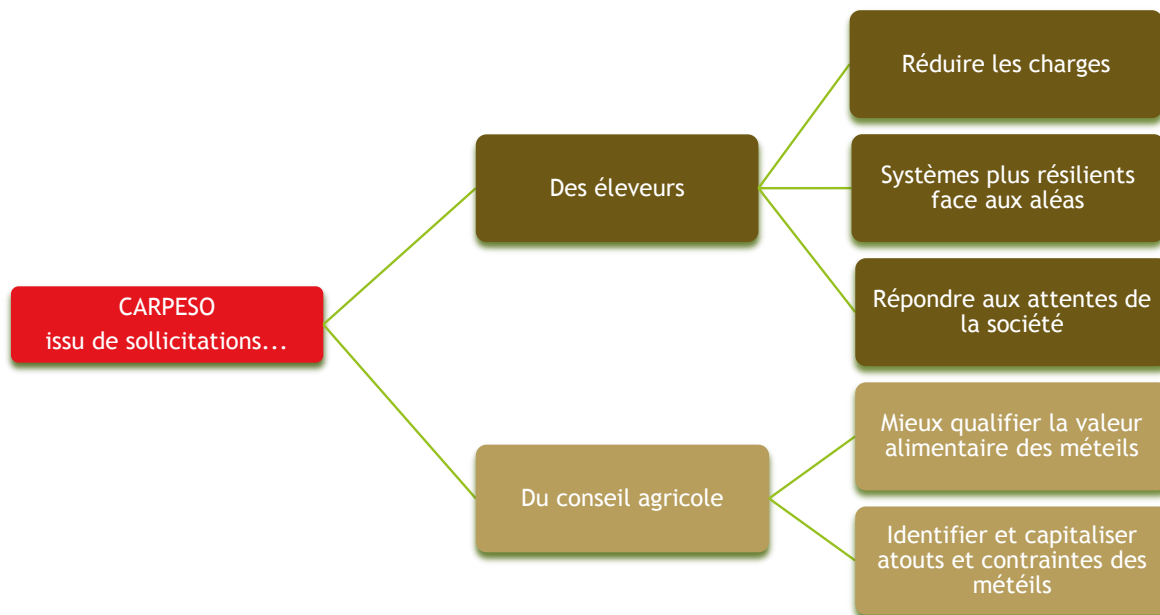 CARPESO
issu de sollicitations...
Des éleveurs
Réduire les charges
Systèmes plus résilients
face aux aléas
Répondre aux attentes de
la société
Du conseil agricole
Mieux qualifier la valeur
alimentaire des méteils
Identifier et capitaliser
atouts et contraintes des
météils